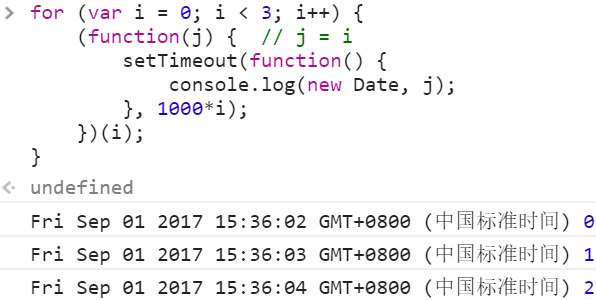 for (var i = 0; i < 3; i++) {
    (function(j) {  // j = i
        setTimeout(function() {
            console.log(new Date, j);
        }, 1000*i);
    })(i);
}
undefined
Fri Sep 01 2017 15:36:02 GMT+0800 (中国标准时间) 0
Fri Sep 01 2017 15:36:03 GMT+0800 (中国标准时间) 1
Fri Sep 01 2017 15:36:04 GMT+0800 (中国标准时间) 2